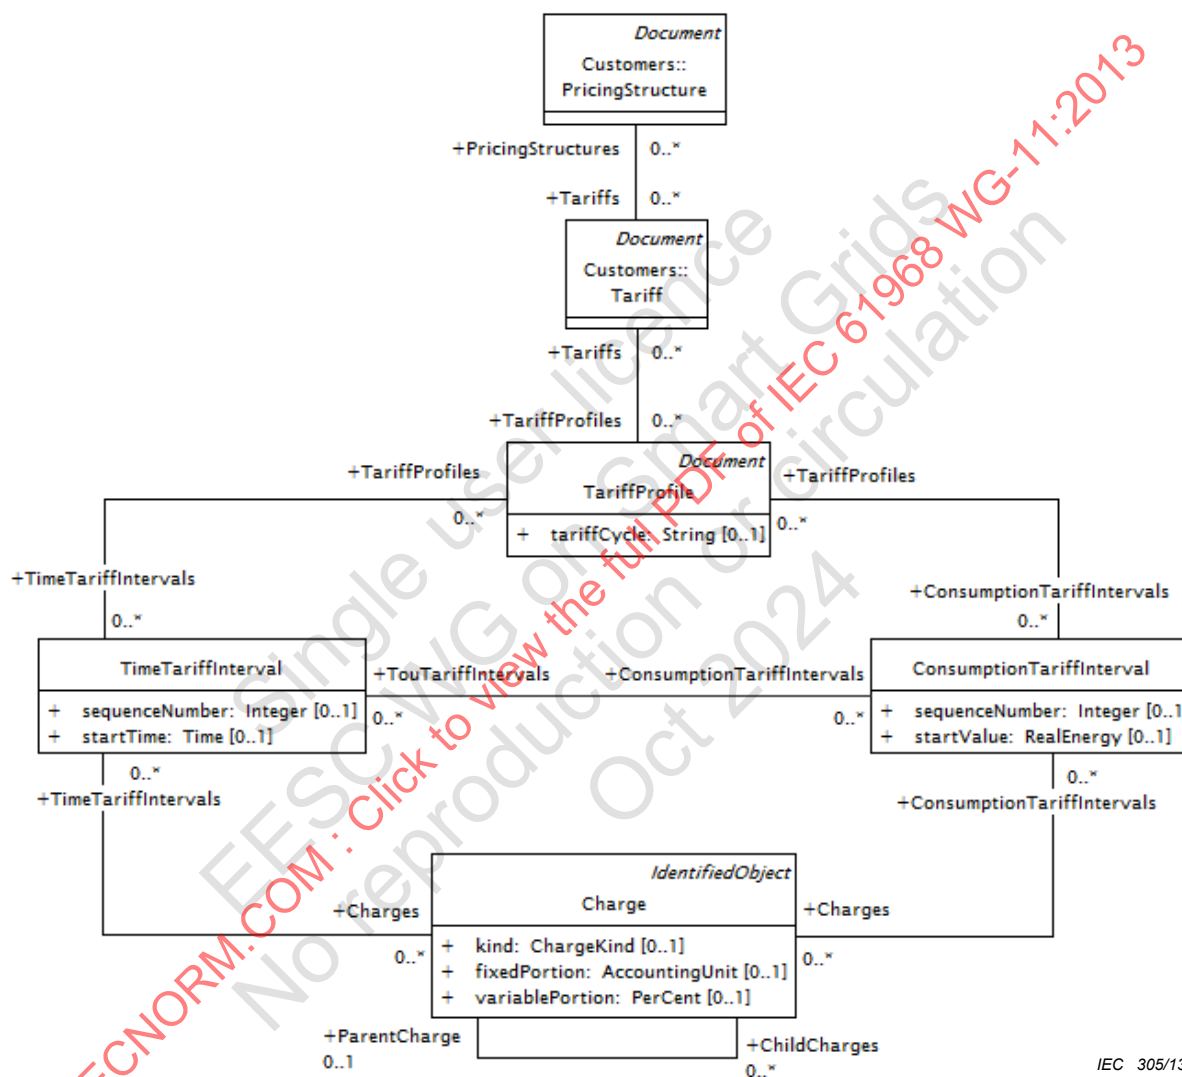 Document
Customers::
PricingStructure
+PricingStructures 0..*
+Tariffs 0..*
Document
Customers::
Tariff
+Tariffs 0..*
+TariffProfiles 0..*
Document
TariffProfile
+ tariffCycle: String [0..1]
+TariffProfiles
0..*
+TariffProfiles
0..*
+TimeTariffIntervals
0..*
+ConsumptionTariffIntervals
0..*
TimeTariffInterval
+ sequenceNumber: Integer [0..1]
+ startTime: Time [0..1]
+TouTariffIntervals
0..*
+ConsumptionTariffIntervals
0..*
ConsumptionTariffInterval
+ sequenceNumber: Integer [0..1
+ startValue: RealEnergy [0..1]
0..*
+TimeTariffIntervals
0..*
+ConsumptionTariffIntervals
IdentifiedObject
Charge
+Charges
0..*
+Charges
0..*
+ kind: ChargeKind [0..1]
+ fixedPortion: AccountingUnit [0..1]
+ variablePortion: PerCent [0..1]
+ParentCharge
0..1
+ChildCharges
0..*
IEC 305/13
Single user licence
EESC WG on Smart Grids
No reproduction or circulation
Oct 2024
ECNORM.COM : Click to view the full PDF of IEC 61968 WG-11:2013